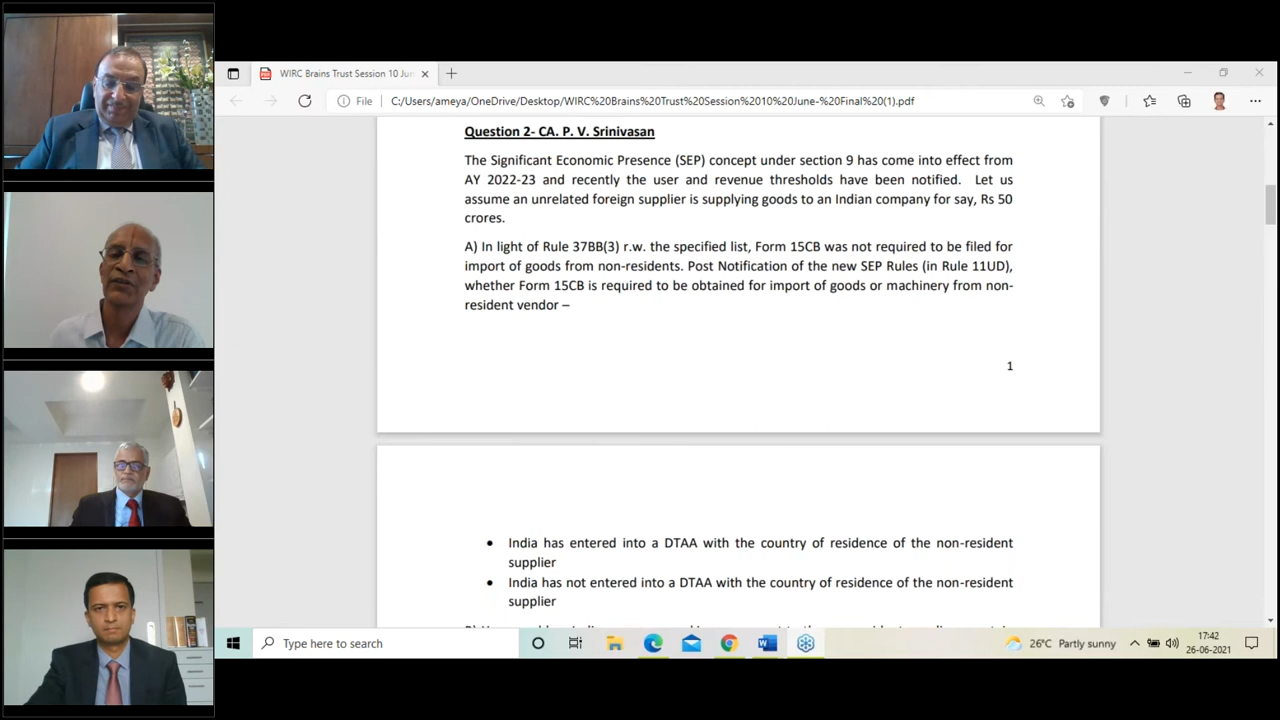 WIRC Brains Trust Session 10 Jun
File
C:/Users/ameya/OneDrive/Desktop/WIRC%20Brains%20Trust%20Session%2010%20June-%20Final%20(1).pdf
Question 2- CA. P. V. Srinivasan
The Significant Economic Presence (SEP) concept under section 9 has come into effect from
AY 2022-23 and recently the user and revenue thresholds have been notified. Let us
assume an unrelated foreign supplier is supplying goods to an Indian company for say, Rs 50
crores.
A) In light of Rule 37BB(3) r.w. the specified list, Form 15CB was not required to be filed for
import of goods from non-residents. Post Notification of the new SEP Rules (in Rule 11UD),
whether Form 15CB is required to be obtained for import of goods or machinery from non-
resident vendor –
1
India has entered into a DTAA with the country of residence of the non-resident
supplier
India has not entered into a DTAA with the country of residence of the non-resident
supplier
Type here to search
26°C Partly sunny
17:42
26-06-2021